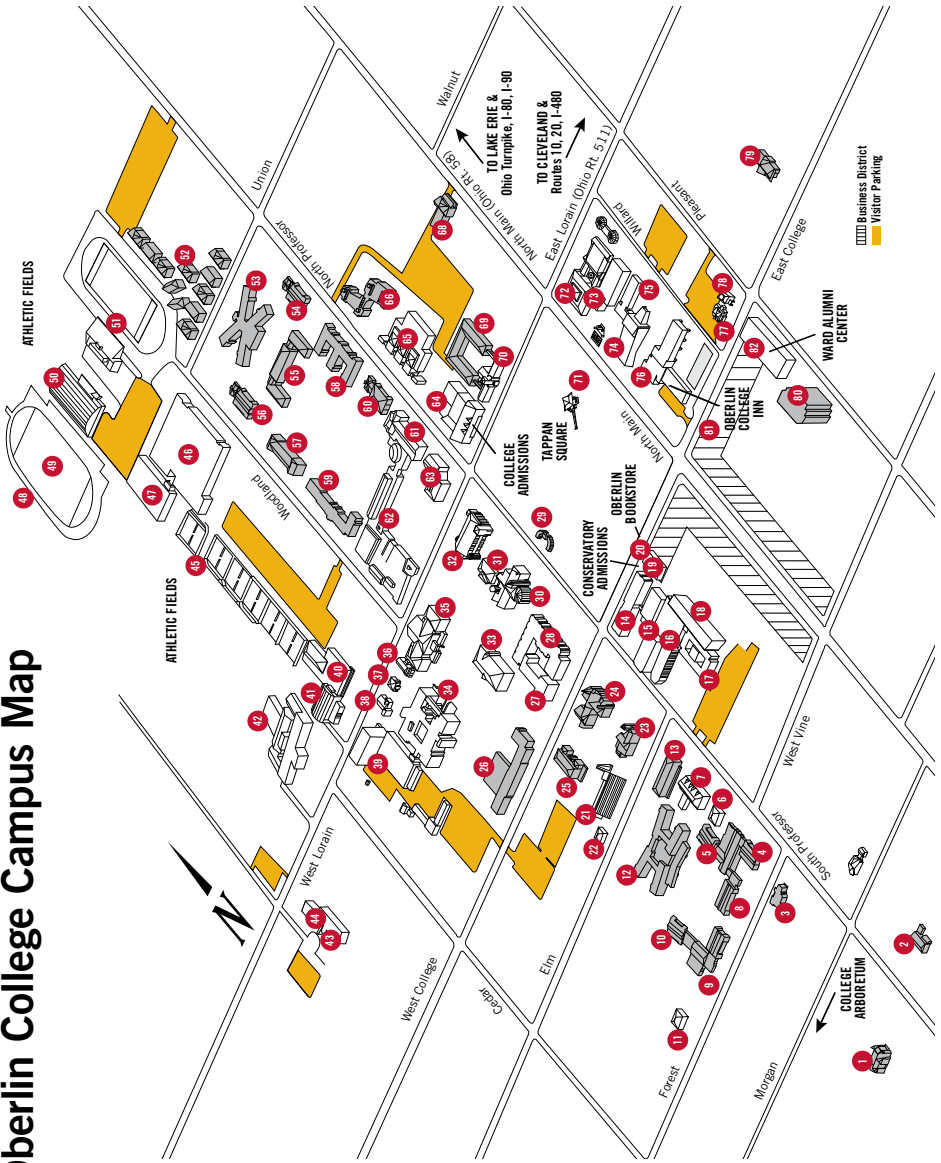 Oberlin College Campus Map
ATHLETIC FIELDS
48
49
50
51
52
Union
Walnut
TO LAKE ERIE &
Ohio Turnpike, I-80, I-90
TO CLEVELAND &
Routes 10, 20, I-480
47
46
45
ATHLETIC FIELDS
Woodland
53
54
55
56
57
58
59
60
61
62
63
64
65
66
68
69
70
North Professor
North Main (Ohio Rt. 58)
North Main
East Lorain (Ohio Rt. 511)
Willard
Pleasant
COLLEGE
ADMISSIONS
TAPPAN
SQUARE
71
72
73
74
75
76
77
78
79
East College
OBERLIN
COLLEGE
INN
WARD ALUMNI
CENTER
80
81
82
Business District
Visitor Parking
North Main
42
41
40
39
38
37
36
35
34
33
32
31
30
29
28
27
26
25
24
23
22
21
CONSERVATORY
ADMISSIONS
OBERLIN
BOOKSTORE
20
19
18
17
16
15
14
13
12
11
10
9
8
7
6
5
4
3
2
1
44
43
N
West Lorain
West College
Cedar
Elm
Forest
Morgan
West Vine
South Professor
COLLEGE
ARBORETUM